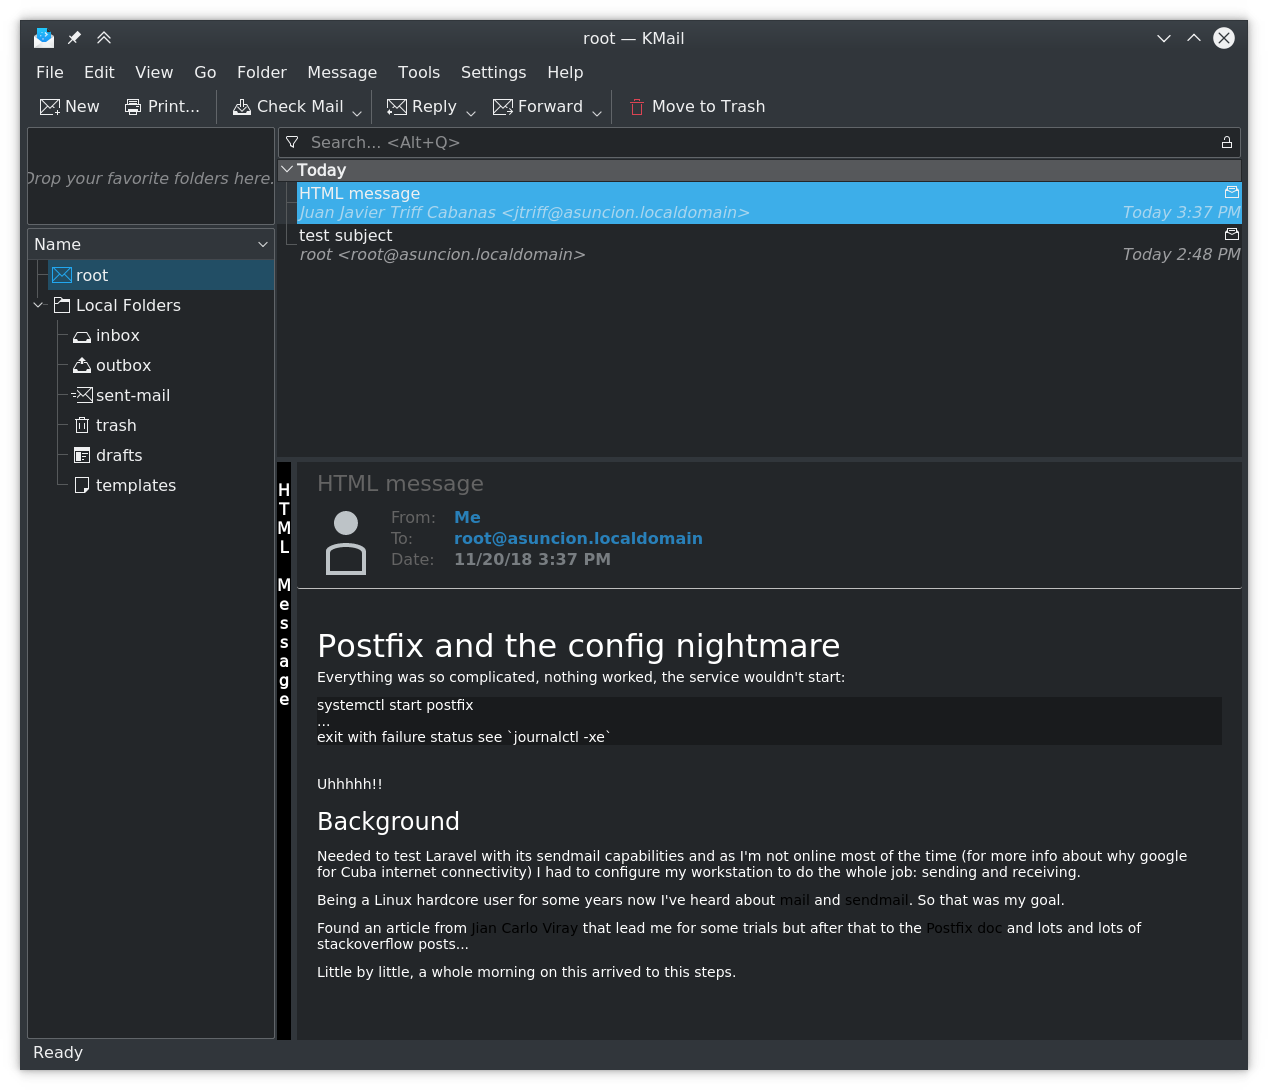 root — KMail
File Edit View Go Folder Message Tools Settings Help
New Print... Check Mail Reply Forward Move to Trash
Drop your favorite folders here.
Name
root
Local Folders
inbox
outbox
sent-mail
trash
drafts
templates
Search... <Alt+Q>
Today
HTML message
Juan Javier Triff Cabanas <jtriff@asuncion.localdomain> Today 3:37 PM
test subject
root <root@asuncion.localdomain> Today 2:48 PM
HTML Message
HTML message
From: Me
To: root@asuncion.localdomain
Date: 11/20/18 3:37 PM
Postfix and the config nightmare
Everything was so complicated, nothing worked, the service wouldn't start:
systemctl start postfix
...
exit with failure status see `journalctl -xe`
Uhhhhh!!
Background
Needed to test Laravel with its sendmail capabilities and as I'm not online most of the time (for more info about why google
for Cuba internet connectivity) I had to configure my workstation to do the whole job: sending and receiving.
Being a Linux hardcore user for some years now I've heard about mail and sendmail. So that was my goal.
Found an article from Jian Carlo Viray that lead me for some trials but after that to the Postfix doc and lots and lots of
stackoverflow posts...
Little by little, a whole morning on this arrived to this steps.
Ready